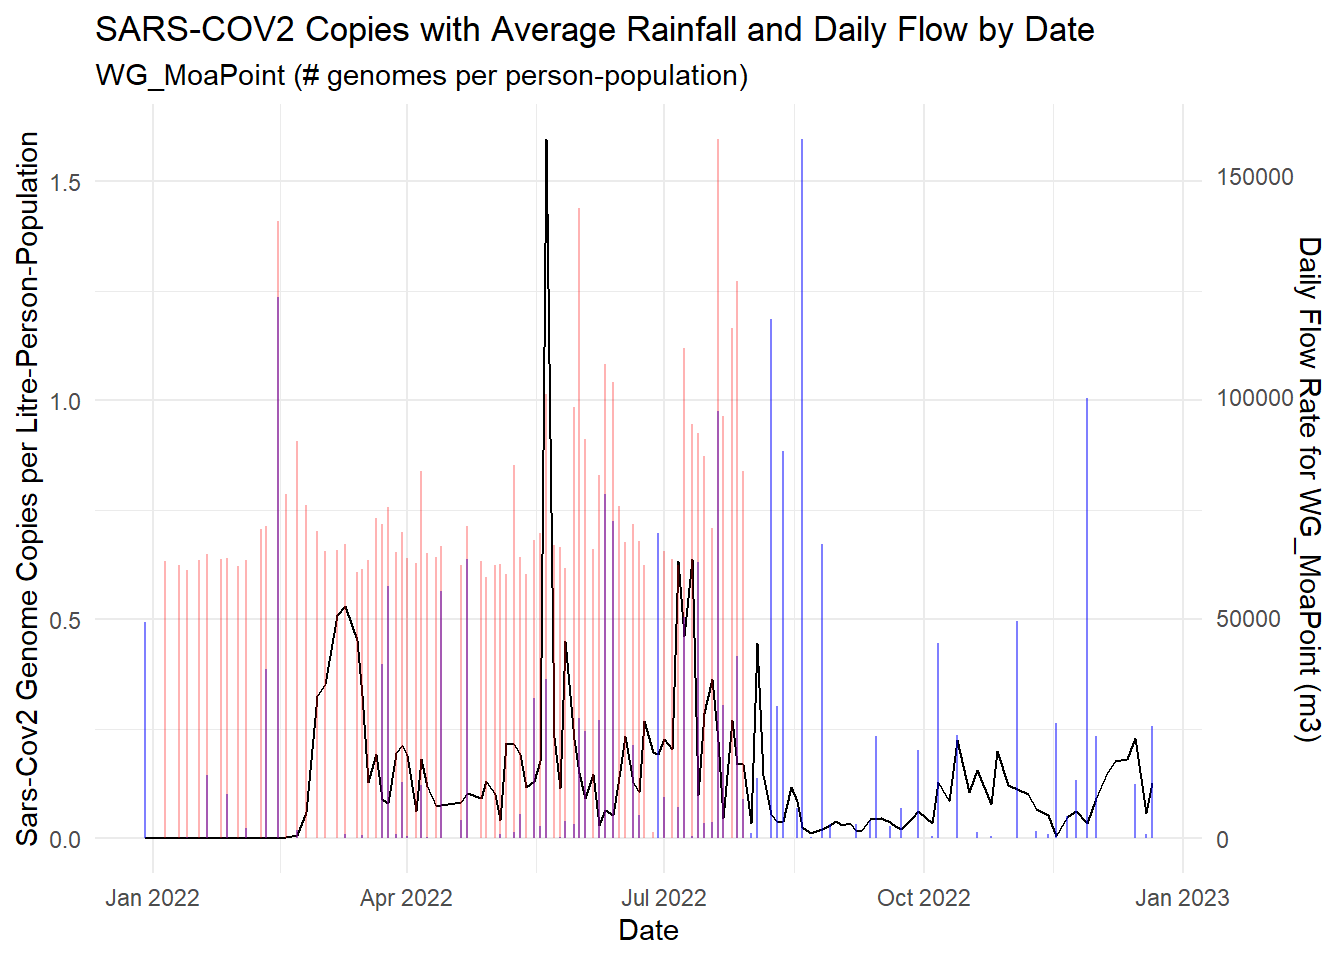 SARS-COV2 Copies with Average Rainfall and Daily Flow by Date
WG_MoaPoint (# genomes per person-population)
Sars-Cov2 Genome Copies per Litre-Person-Population
1.5
1.0
0.5
0.0
150000
100000
50000
0
Daily Flow Rate for WG_MoaPoint (m3)
Jan 2022
Apr 2022
Jul 2022
Oct 2022
Jan 2023
Date